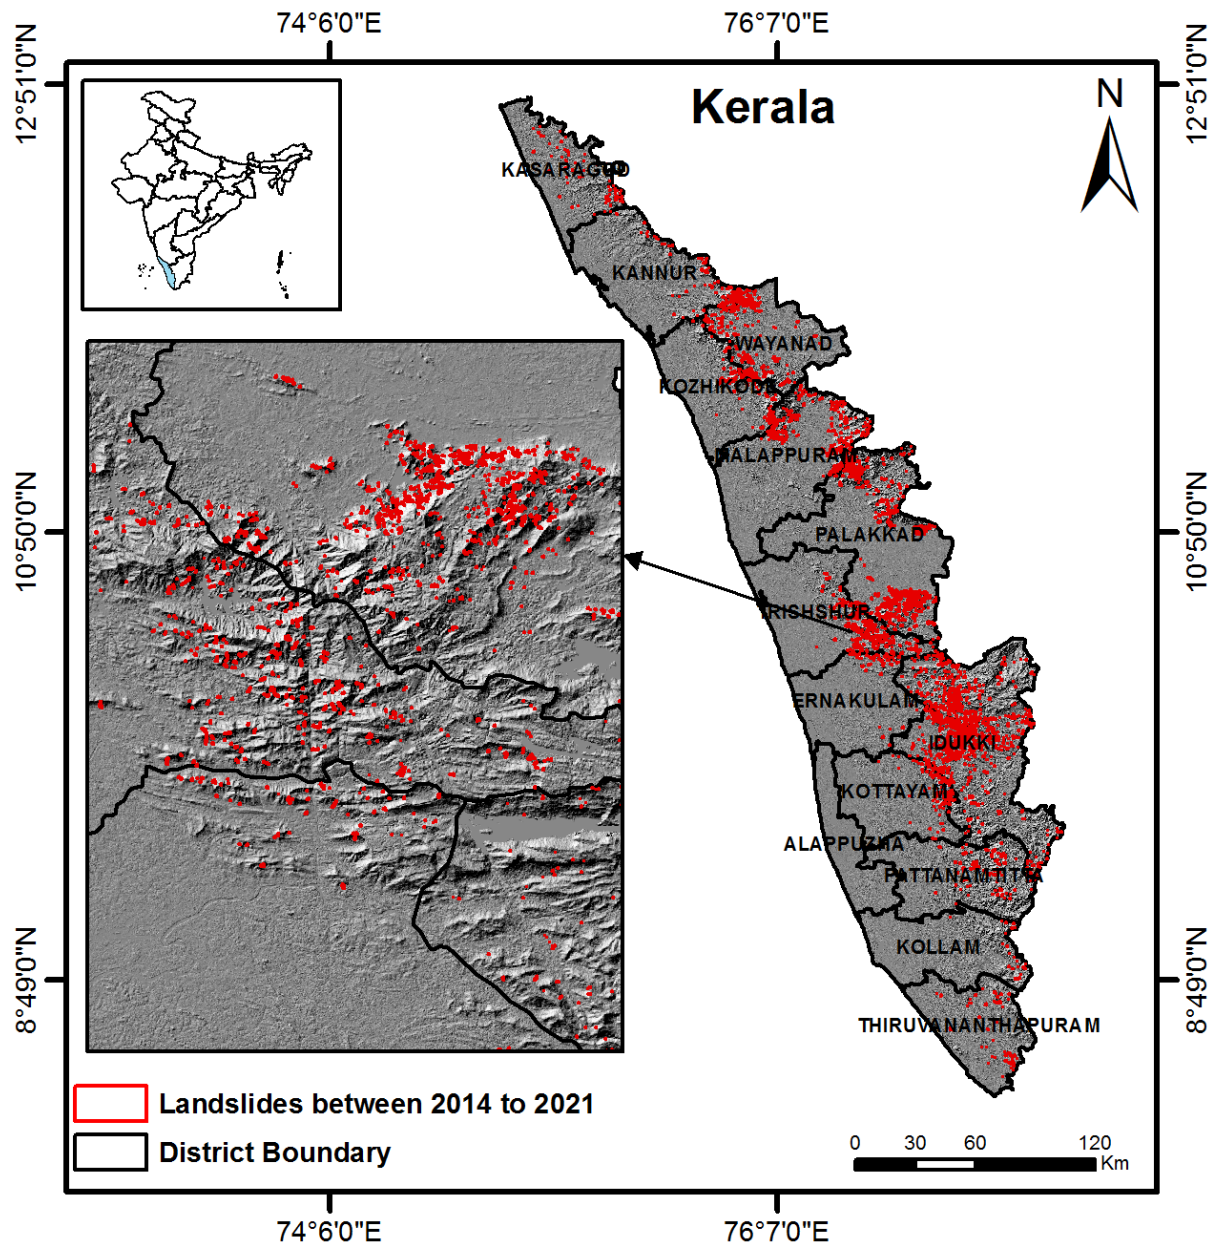 74°6'0"E
76°7'0"E
12°51'0"N
12°51'0"N
Kerala
N
KASARAGOD
KANNUR
WAYANAD
KOZHIKODE
MALAPPURAM
10°50'0"N
10°50'0"N
PALAKKAD
TRISHSHUR
ERNAKULAM
IDUKKI
KOTTAYAM
ALAPPUZHA
PATTANAMTITTA
KOLLAM
8°49'0"N
8°49'0"N
THIRUVANANTHAPURAM
Landslides between 2014 to 2021
District Boundary
0 30 60 120
Km
74°6'0"E
76°7'0"E